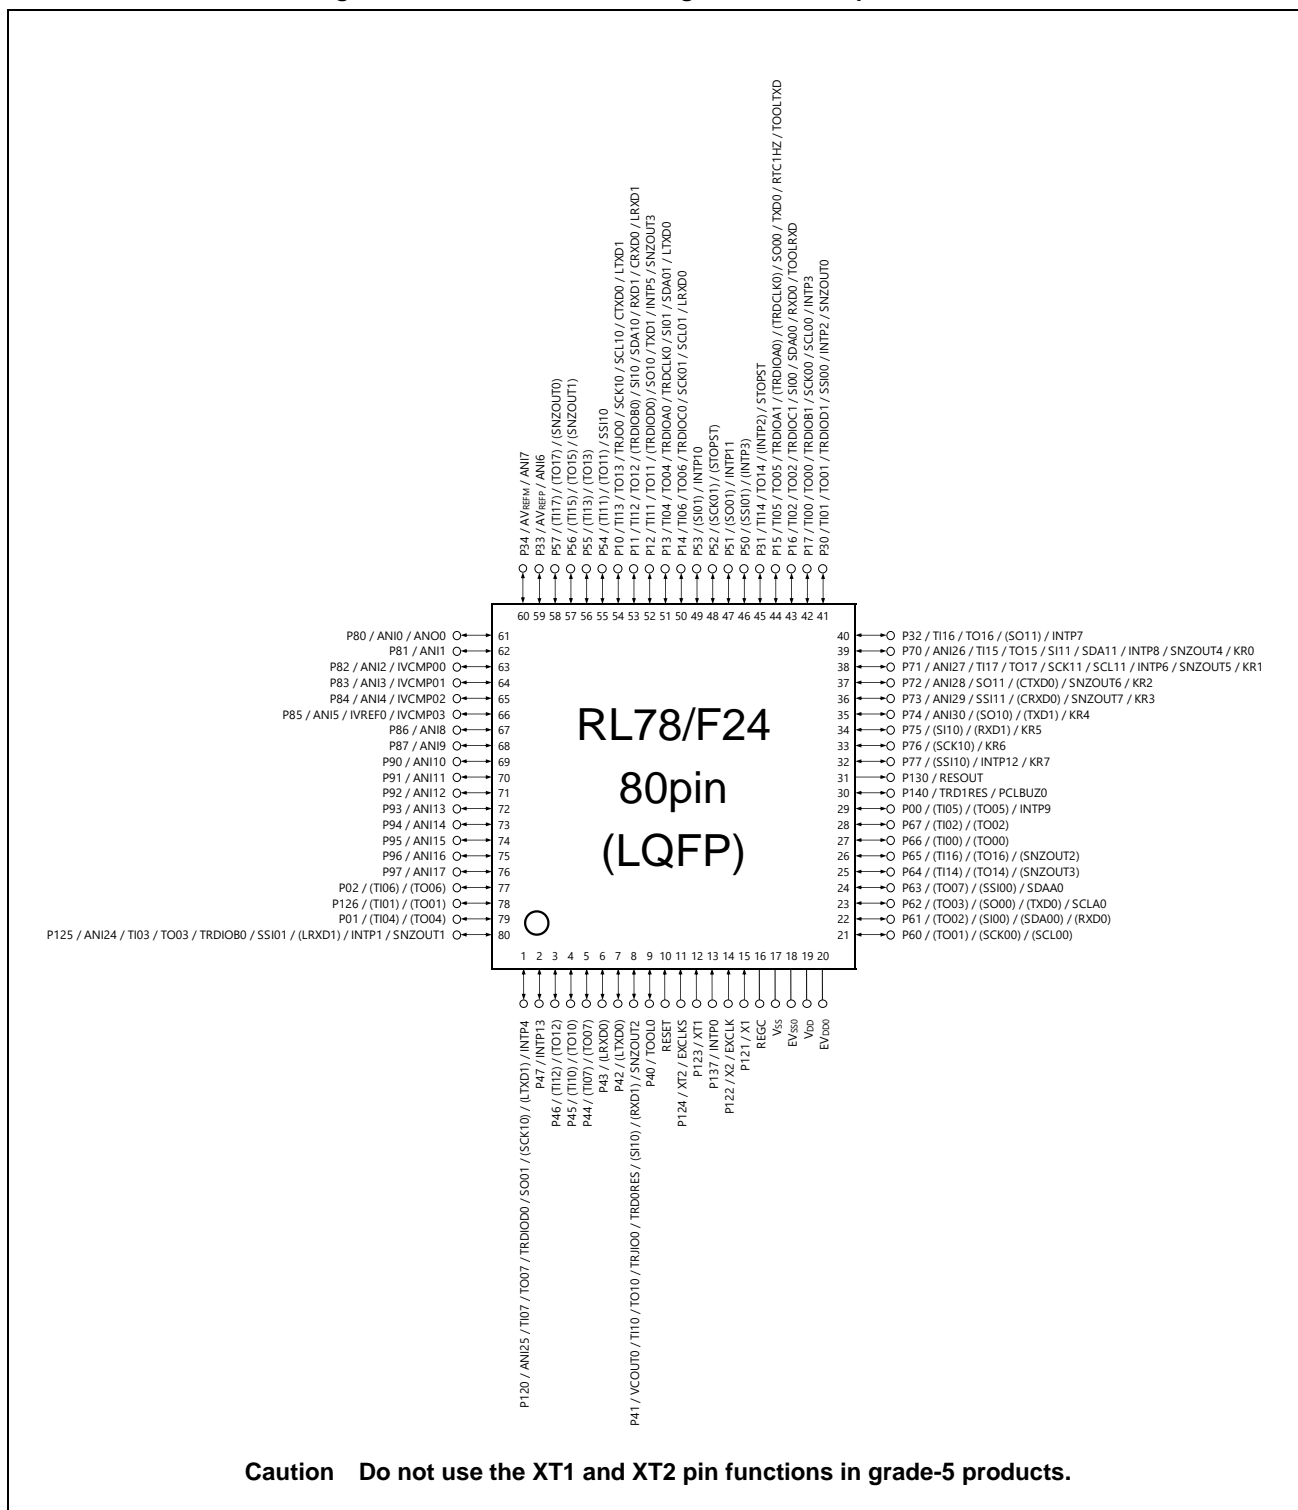 P34 / AVREFM / ANI7
P33 / AVREFP / ANI6
P57 / (TI17) / (TO17) / (SNZOUT0)
P56 / (TI15) / (TO15) / (SNZOUT1)
P55 / (TI13) / (TO13)
P54 / (TI11) / (TO11) / SSI10
P10 / TI13 / TO13 / TRJO0 / SCK10 / SCL10 / CTXD0 / LTXD1
P11 / TI12 / TO12 / (TRDIOB0) / SI10 / SDA10 / RXD1 / CRXD0 / LRXD1
P12 / TI11 / TO11 / (TRDIOD0) / SO10 / TXD1 / INTP5 / SNZOUT3
P13 / TI04 / TO04 / TRDIOA0 / TRDCLK0 / SI01 / SDA01 / LTXD0
P14 / TI06 / TO06 / TRDIOC0 / SCK01 / SCL01 / LRXD0
P53 / (SI01) / INTP10
P52 / (SCK01) / (STOPST)
P51 / (SO01) / INTP11
P50 / (SSI01) / (INTP3)
P31 / TI14 / TO14 / (INTP2) / STOPST
P15 / TI05 / TO05 / TRDIOA1 / (TRDIOA0) / (TRDCLK0) / SO00 / TXD0 / RTC1HZ / TOOLTXD
P16 / TI02 / TO02 / TRDIOC1 / SI00 / SDA00 / RXD0 / TOOLRXD
P17 / TI00 / TO00 / TRDIOB1 / SCK00 / SCL00 / INTP3
P30 / TI01 / TO01 / TRDIOD1 / SSI00 / INTP2 / SNZOUT0
60 59 58 57 56 55 54 53 52 51 50 49 48 47 46 45 44 43 42 41
P80 / ANI0 / ANO0 61
P81 / ANI1 62
P82 / ANI2 / IVCMP00 63
P83 / ANI3 / IVCMP01 64
P84 / ANI4 / IVCMP02 65
P85 / ANI5 / IVREF0 / IVCMP03 66
P86 / ANI8 67
P87 / ANI9 68
P90 / ANI10 69
P91 / ANI11 70
P92 / ANI12 71
P93 / ANI13 72
P94 / ANI14 73
P95 / ANI15 74
P96 / ANI16 75
P97 / ANI17 76
P02 / (TI06) / (TO06) 77
P126 / (TI01) / (TO01) 78
P01 / (TI04) / (TO04) 79
P125 / ANI24 / TI03 / TO03 / TRDIOB0 / SSI01 / (LRXD1) / INTP1 / SNZOUT1 80
RL78/F24
80pin
(LQFP)
40 P32 / TI16 / TO16 / (SO11) / INTP7
39 P70 / ANI26 / TI15 / TO15 / SI11 / SDA11 / INTP8 / SNZOUT4 / KR0
38 P71 / ANI27 / TI17 / TO17 / SCK11 / SCL11 / INTP6 / SNZOUT5 / KR1
37 P72 / ANI28 / SO11 / (CTXD0) / SNZOUT6 / KR2
36 P73 / ANI29 / SSI11 / (CRXD0) / SNZOUT7 / KR3
35 P74 / ANI30 / (SO10) / (TXD1) / KR4
34 P75 / (SI10) / (RXD1) / KR5
33 P76 / (SCK10) / KR6
32 P77 / (SSI10) / INTP12 / KR7
31 P130 / RESOUT
30 P140 / TRD1RES / PCLBUZ0
29 P00 / (TI05) / (TO05) / INTP9
28 P67 / (TI02) / (TO02)
27 P66 / (TI00) / (TO00)
26 P65 / (TI16) / (TO16) / (SNZOUT2)
25 P64 / (TI14) / (TO14) / (SNZOUT3)
24 P63 / (TO07) / (SSI00) / SDAA0
23 P62 / (TO03) / (SO00) / (TXD0) / SCLA0
22 P61 / (TO02) / (SI00) / (SDA00) / (RXD0)
21 P60 / (TO01) / (SCK00) / (SCL00)
1 2 3 4 5 6 7 8 9 10 11 12 13 14 15 16 17 18 19 20
P120 / ANI25 / TI07 / TO07 / TRDIOD0 / SO01 / (SCK10) / (LTXD1) / INTP4
P47 / INTP13
P46 / (TI12) / (TO12)
P45 / (TI10) / (TO10)
P44 / (TI07) / (TO07)
P43 / (LRXD0)
P42 / (LTXD0)
P41 / VCOUT0 / TI10 / TO10 / TRJIO0 / TRD0RES / (SI10) / (RXD1) / SNZOUT2
P40 / TOOL0
RESET
P124 / XT2 / EXCLKS
P123 / XT1
P137 / INTP0
P122 / X2 / EXCLK
P121 / X1
REGC
VSS
EVSS0
VDD
EVDD0
Caution Do not use the XT1 and XT2 pin functions in grade-5 products.